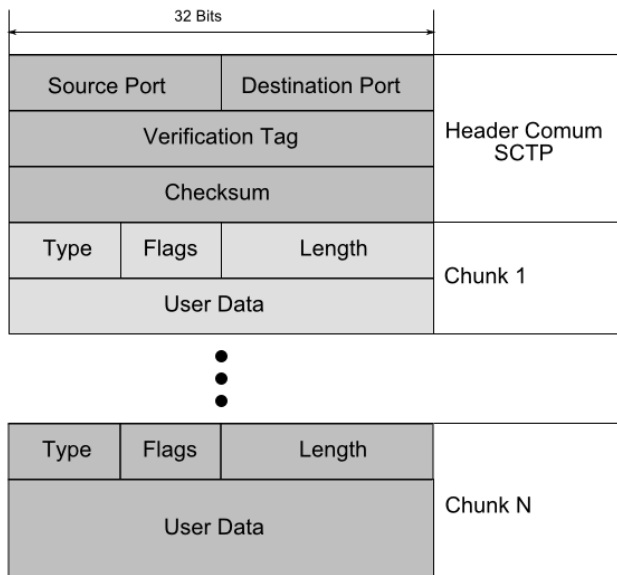 32 Bits
Source Port
Destination Port
Verification Tag
Header Comum
SCTP
Checksum
Type
Flags
Length
Chunk 1
User Data
Type
Flags
Length
User Data
Chunk N